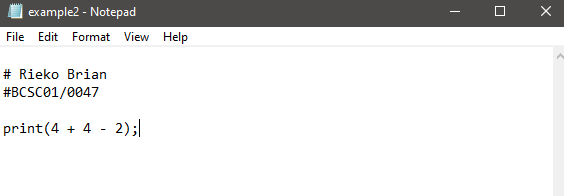 example2 - Notepad
File Edit Format View Help
# Rieko Brian
#BCSC01/0047
print(4 + 4 - 2);